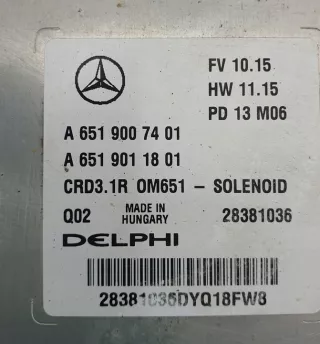 FV 10.15
HW 11.15
PD 13 M06
A 651 900 74 01
A 651 901 18 01
CRD3.1R OM651 - SOLENOID
Q02 MADE IN HUNGARY 28381036
DELPHI
28381036DYQ18FW8